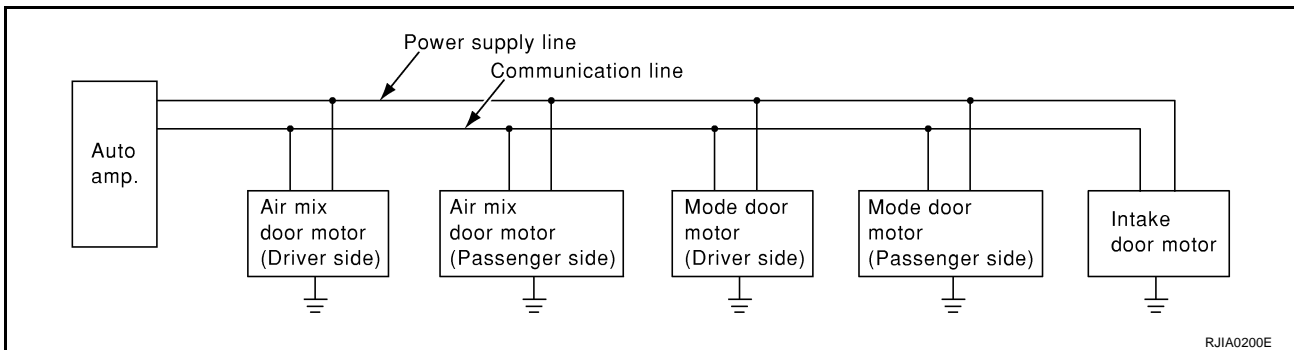 Power supply line
Communication line
Auto
amp.
Air mix
door motor
(Driver side)
Air mix
door motor
(Passenger side)
Mode door
motor
(Driver side)
Mode door
motor
(Passenger side)
Intake
door motor
RJIA0200E